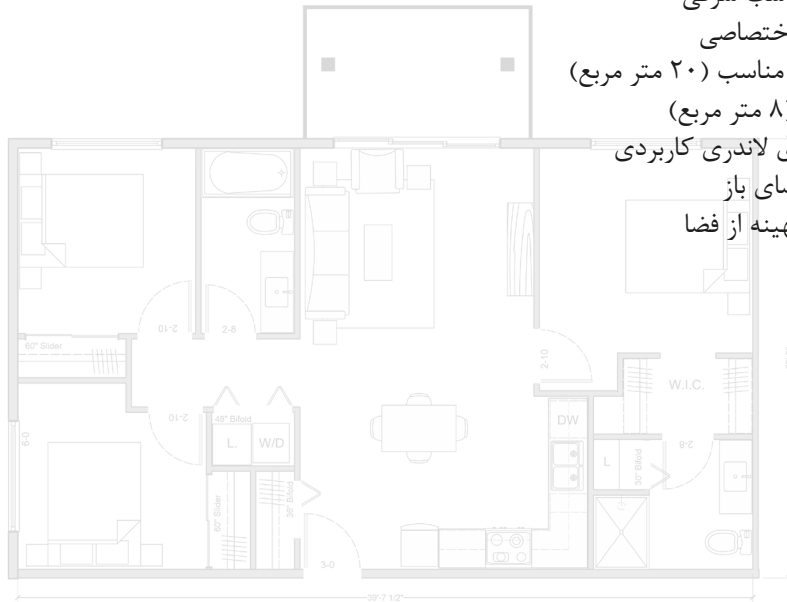 ختصاصی
مناسب (۲۰ متر مربع)
۸ متر مربع)
ی لاندری کاربردی
ضای باز
هینه از فضا
2-10
2-8
60" Slider
2-10
W.I.C.
2-10
6-0
48" Bifold
DW
L.
W/D
2-8
L
30" Bifold
60" Slider
36" Bifold
3-0
39'-7 1/2"